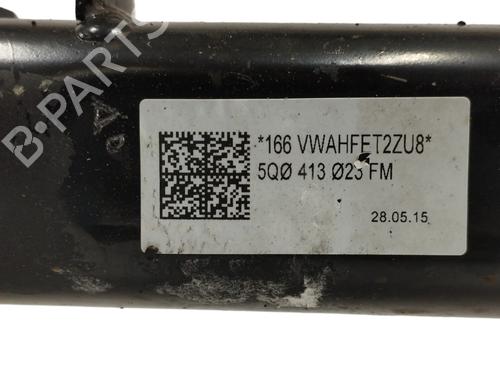 B-PARTS
*166 VWAHFET2ZU8*
5QØ 413 Ø23 FM
28.05.15